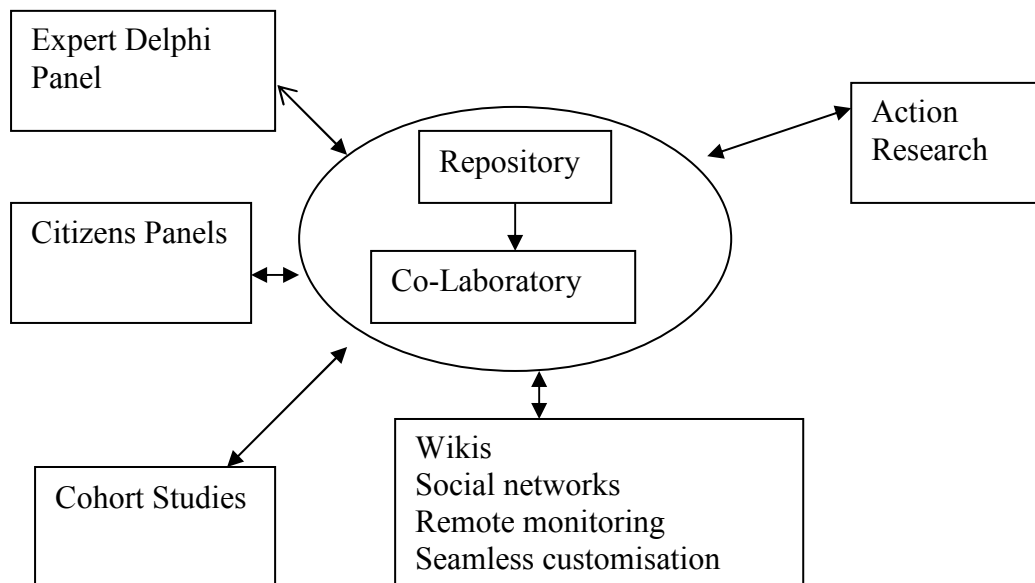 Expert Delphi
Panel
Action
Research
Repository
Citizens Panels
Co-Laboratory
Cohort Studies
Wikis
Social networks
Remote monitoring
Seamless customisation